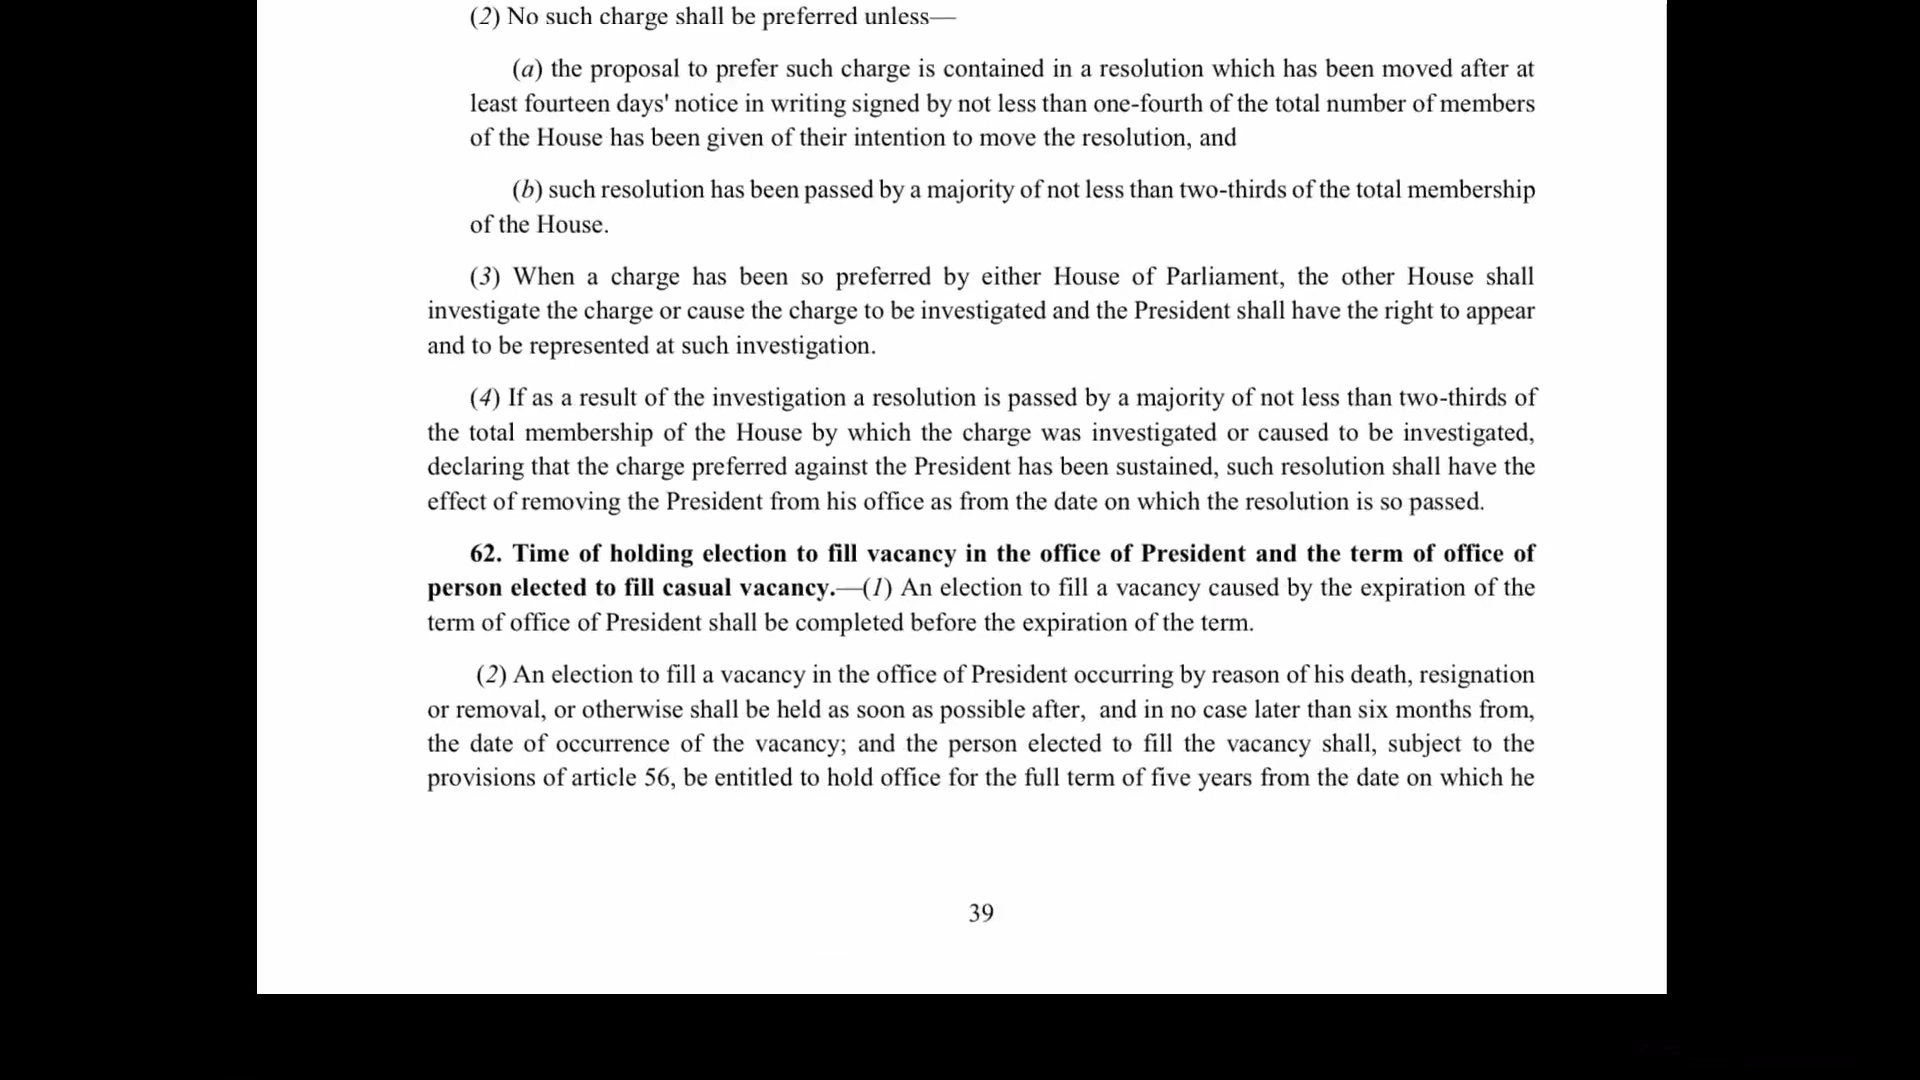 (2) No such charge shall be preferred unless—
(a) the proposal to prefer such charge is contained in a resolution which has been moved after at
least fourteen days' notice in writing signed by not less than one-fourth of the total number of members
of the House has been given of their intention to move the resolution, and
(b) such resolution has been passed by a majority of not less than two-thirds of the total membership
of the House.
(3) When a charge has been so preferred by either House of Parliament, the other House shall
investigate the charge or cause the charge to be investigated and the President shall have the right to appear
and to be represented at such investigation.
(4) If as a result of the investigation a resolution is passed by a majority of not less than two-thirds of
the total membership of the House by which the charge was investigated or caused to be investigated,
declaring that the charge preferred against the President has been sustained, such resolution shall have the
effect of removing the President from his office as from the date on which the resolution is so passed.
62. Time of holding election to fill vacancy in the office of President and the term of office of
person elected to fill casual vacancy.—(1) An election to fill a vacancy caused by the expiration of the
term of office of President shall be completed before the expiration of the term.
(2) An election to fill a vacancy in the office of President occurring by reason of his death, resignation
or removal, or otherwise shall be held as soon as possible after, and in no case later than six months from,
the date of occurrence of the vacancy; and the person elected to fill the vacancy shall, subject to the
provisions of article 56, be entitled to hold office for the full term of five years from the date on which he
39